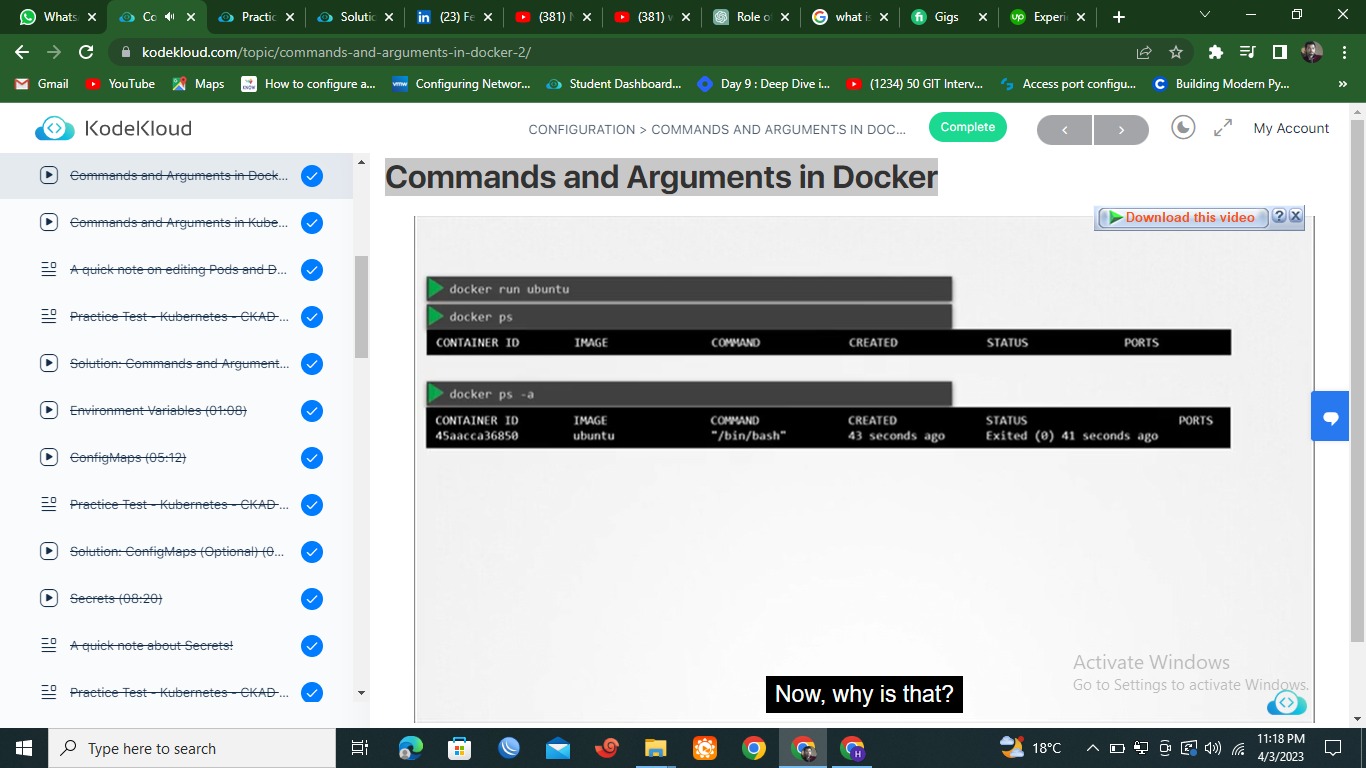 Whats
Co
Practic
Solutic
in (23) Fe
(381) N
(381) v
Role o
what is
Gigs
Experi
kodekloud.com/topic/commands-and-arguments-in-docker-2/
Gmail
YouTube
Maps
How to configure a...
Configuring Networ...
Student Dashboard...
Day 9 : Deep Dive i...
(1234) 50 GIT Interv...
Access port configu...
Building Modern Py...
KodeKloud
CONFIGURATION > COMMANDS AND ARGUMENTS IN DOC...
Complete
My Account
Commands and Arguments in Dock...
Commands and Arguments in Kube...
A quick note on editing Pods and D...
Practice Test - Kubernetes - CKAD ...
Solution: Commands and Argument...
Environment Variables (01:08)
ConfigMaps (05:12)
Practice Test - Kubernetes - CKAD ...
Solution: ConfigMaps (Optional) (0...
Secrets (08:20)
A quick note about Secrets!
Practice Test - Kubernetes - CKAD ...
Commands and Arguments in Docker
Download this video
docker run ubuntu
docker ps
CONTAINER ID IMAGE COMMAND CREATED STATUS PORTS
docker ps -a
CONTAINER ID IMAGE COMMAND CREATED STATUS PORTS
45aacca36850 ubuntu "/bin/bash" 43 seconds ago Exited (0) 41 seconds ago
Now, why is that?
Activate Windows
Go to Settings to activate Windows.
Type here to search
18°C
11:18 PM
4/3/2023